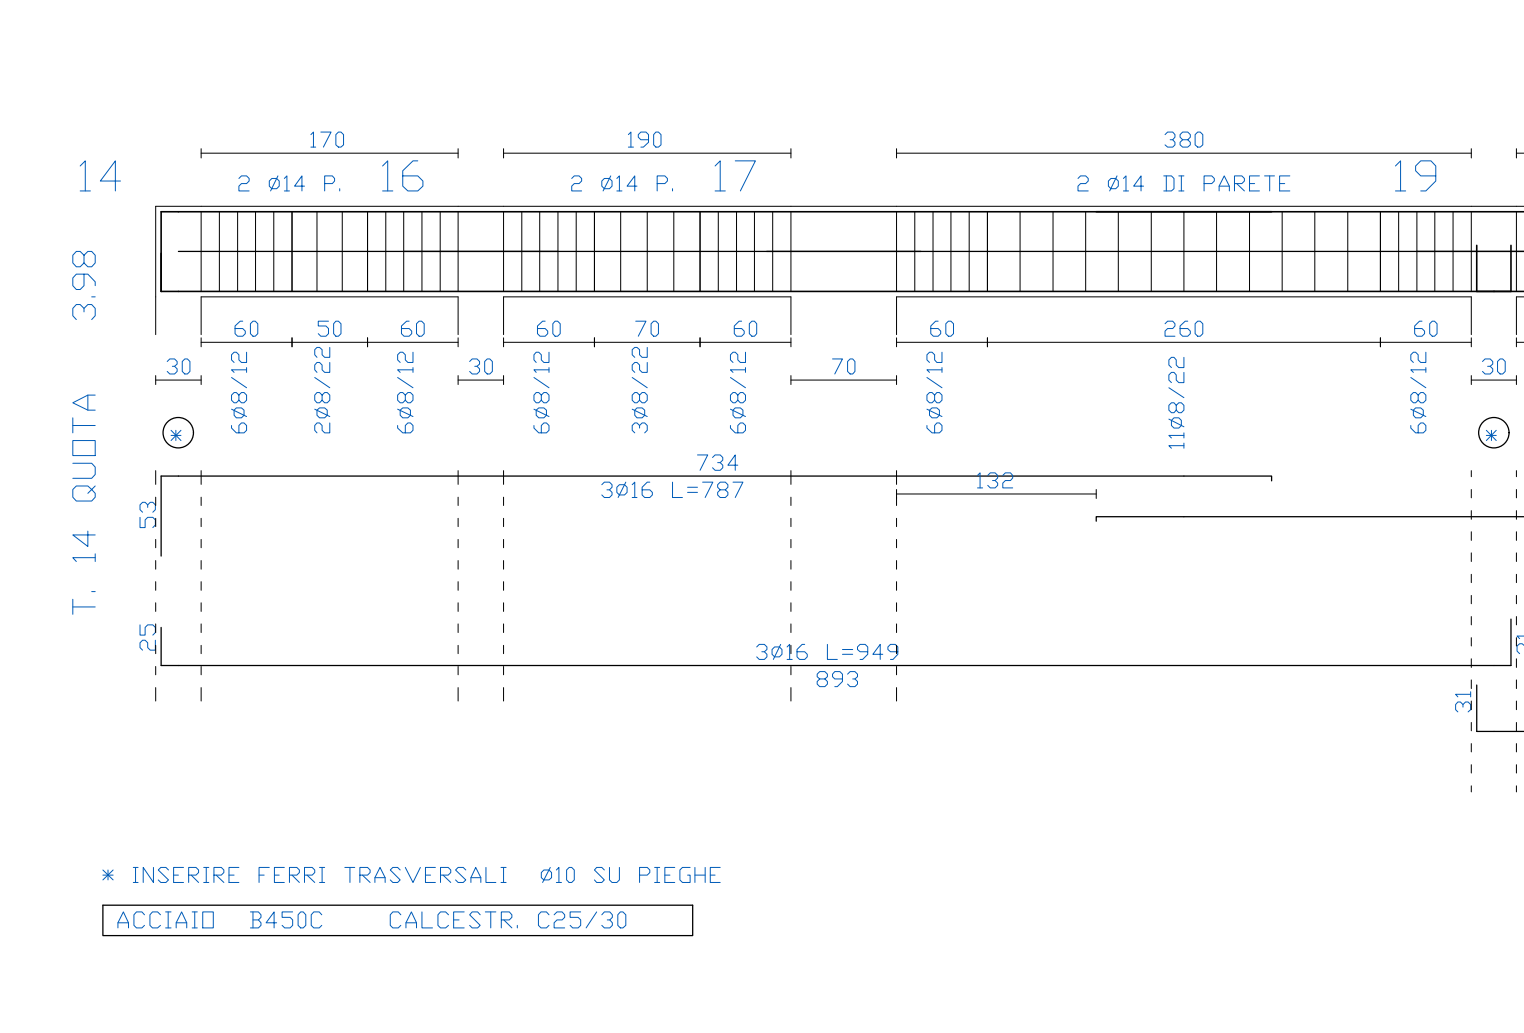 170
190
380
14
16
17
19
2 ø14 P.
2 ø14 P.
2 ø14 DI PARETE
T. 14 QUOTA 3.98
60
50
60
60
70
60
60
260
60
30
30
70
30
6ø8/12
2ø8/22
6ø8/12
6ø8/12
3ø8/22
6ø8/12
6ø8/12
11ø8/22
6ø8/12
*
*
734
3ø16 L=787
132
53
25
3ø16 L=949
893
31
* INSERIRE FERRI TRASVERSALI ø10 SU PIEGHE
ACCIAIO B450C CALCESTR. C25/30